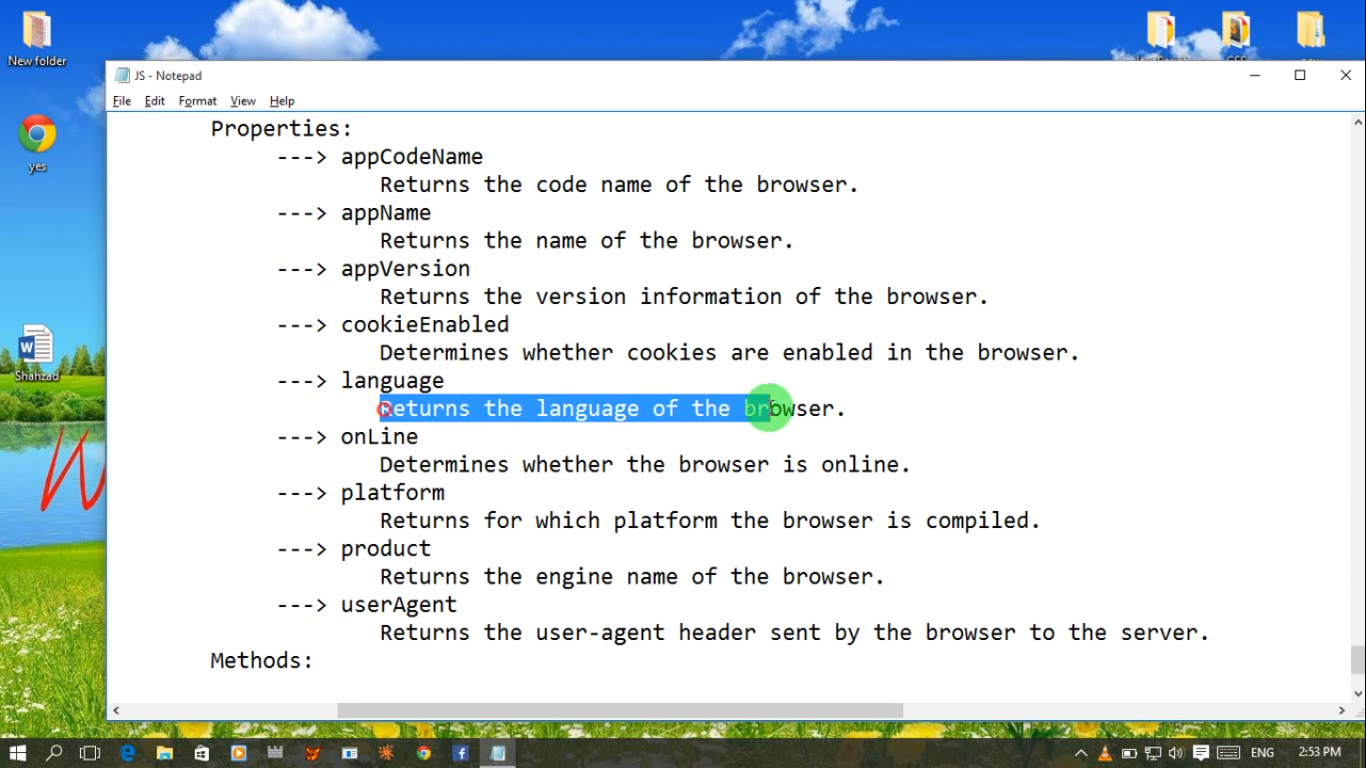 New folder
yes
Shahzad
JS - Notepad
File Edit Format View Help
Properties:
---> appCodeName
Returns the code name of the browser.
---> appName
Returns the name of the browser.
---> appVersion
Returns the version information of the browser.
---> cookieEnabled
Determines whether cookies are enabled in the browser.
---> language
Returns the language of the browser.
---> onLine
Determines whether the browser is online.
---> platform
Returns for which platform the browser is compiled.
---> product
Returns the engine name of the browser.
---> userAgent
Returns the user-agent header sent by the browser to the server.
Methods:
ENG 2:53 PM